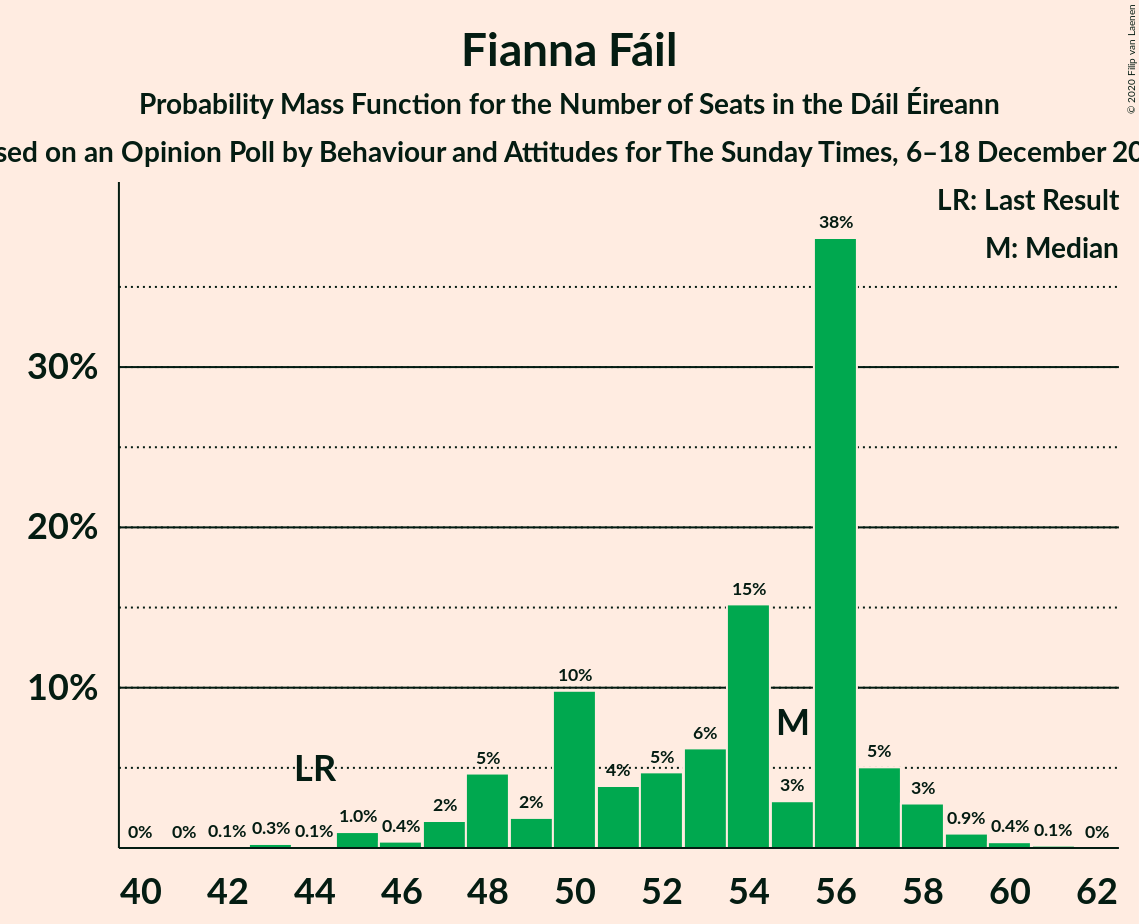 Fianna Fáil
Probability Mass Function for the Number of Seats in the Dáil Éireann
on an Opinion Poll by Behaviour and Attitudes for The Sunday Times, 6–18 December
© 2020 Filip van Laenen
LR: Last Result
M: Median
38%
30%
20%
15%
10%
10%
M
6%
LR
5%
4%
5%
3%
5%
3%
0%
0%
0.1%
0.3%
0.1%
1.0%
0.4%
2%
2%
0.9%
0.4%
0.1%
0%
40 42 44 46 48 50 52 54 56 58 60 62